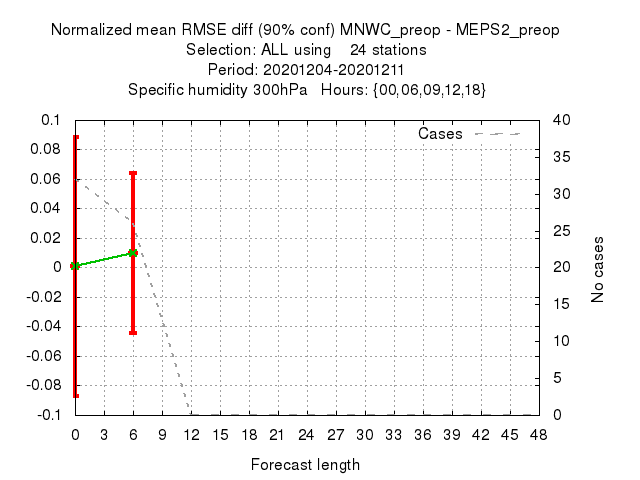 Normalized mean RMSE diff (90% conf) MNWC_preop - MEPS2_preop
Selection: ALL using    24 stations
Period: 20201204-20201211
Specific humidity 300hPa   Hours: {00,06,09,12,18}
Cases
0.1
0.08
0.06
0.04
0.02
0
-0.02
-0.04
-0.06
-0.08
-0.1
40
35
30
25
20
15
10
5
0
No cases
0 3 6 9 12 15 18 21 24 27 30 33 36 39 42 45 48
Forecast length